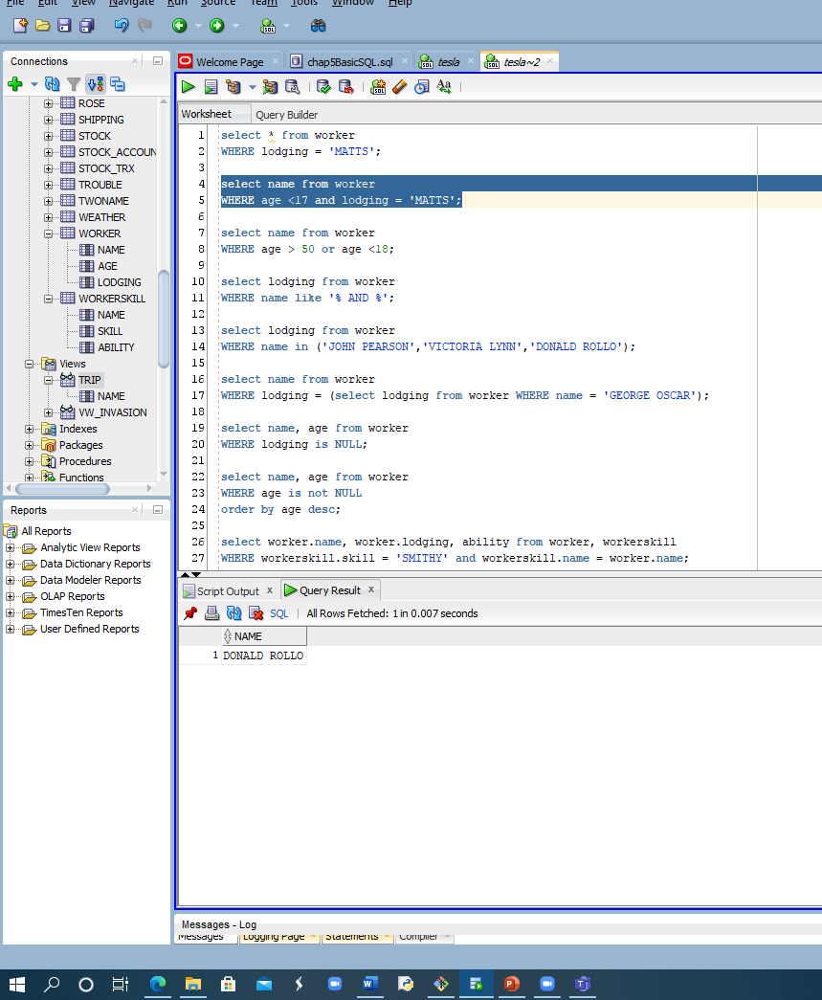 File Edit View Navigate Run Source Team Tools Window Help
Connections
Welcome Page chap5BasicSQL.sql tesla tesla~2
Worksheet Query Builder
ROSE
SHIPPING
STOCK
STOCK_ACCOUN
STOCK_TRX
TROUBLE
TWONAME
WEATHER
WORKER
NAME
AGE
LODGING
WORKERSKILL
NAME
SKILL
ABILITY
Views
TRIP
NAME
VW_INVASION
Indexes
Packages
Procedures
Functions
1 select * from worker
2 WHERE lodging = 'MATTS';
3
4 select name from worker
5 WHERE age <17 and lodging = 'MATTS';
6
7 select name from worker
8 WHERE age > 50 or age <18;
9
10 select lodging from worker
11 WHERE name like '% AND %';
12
13 select lodging from worker
14 WHERE name in ('JOHN PEARSON','VICTORIA LYNN','DONALD ROLLO');
15
16 select name from worker
17 WHERE lodging = (select lodging from worker WHERE name = 'GEORGE OSCAR');
18
19 select name, age from worker
20 WHERE lodging is NULL;
21
22 select name, age from worker
23 WHERE age is not NULL
24 order by age desc;
25
26 select worker.name, worker.lodging, ability from worker, workerskill
27 WHERE workerskill.skill = 'SMITHY' and workerskill.name = worker.name;
Reports
All Reports
Analytic View Reports
Data Dictionary Reports
Data Modeler Reports
OLAP Reports
TimesTen Reports
User Defined Reports
Script Output Query Result
SQL All Rows Fetched: 1 in 0.007 seconds
NAME
1 DONALD ROLLO
Messages - Log
Messages Logging Page Statements Compiler